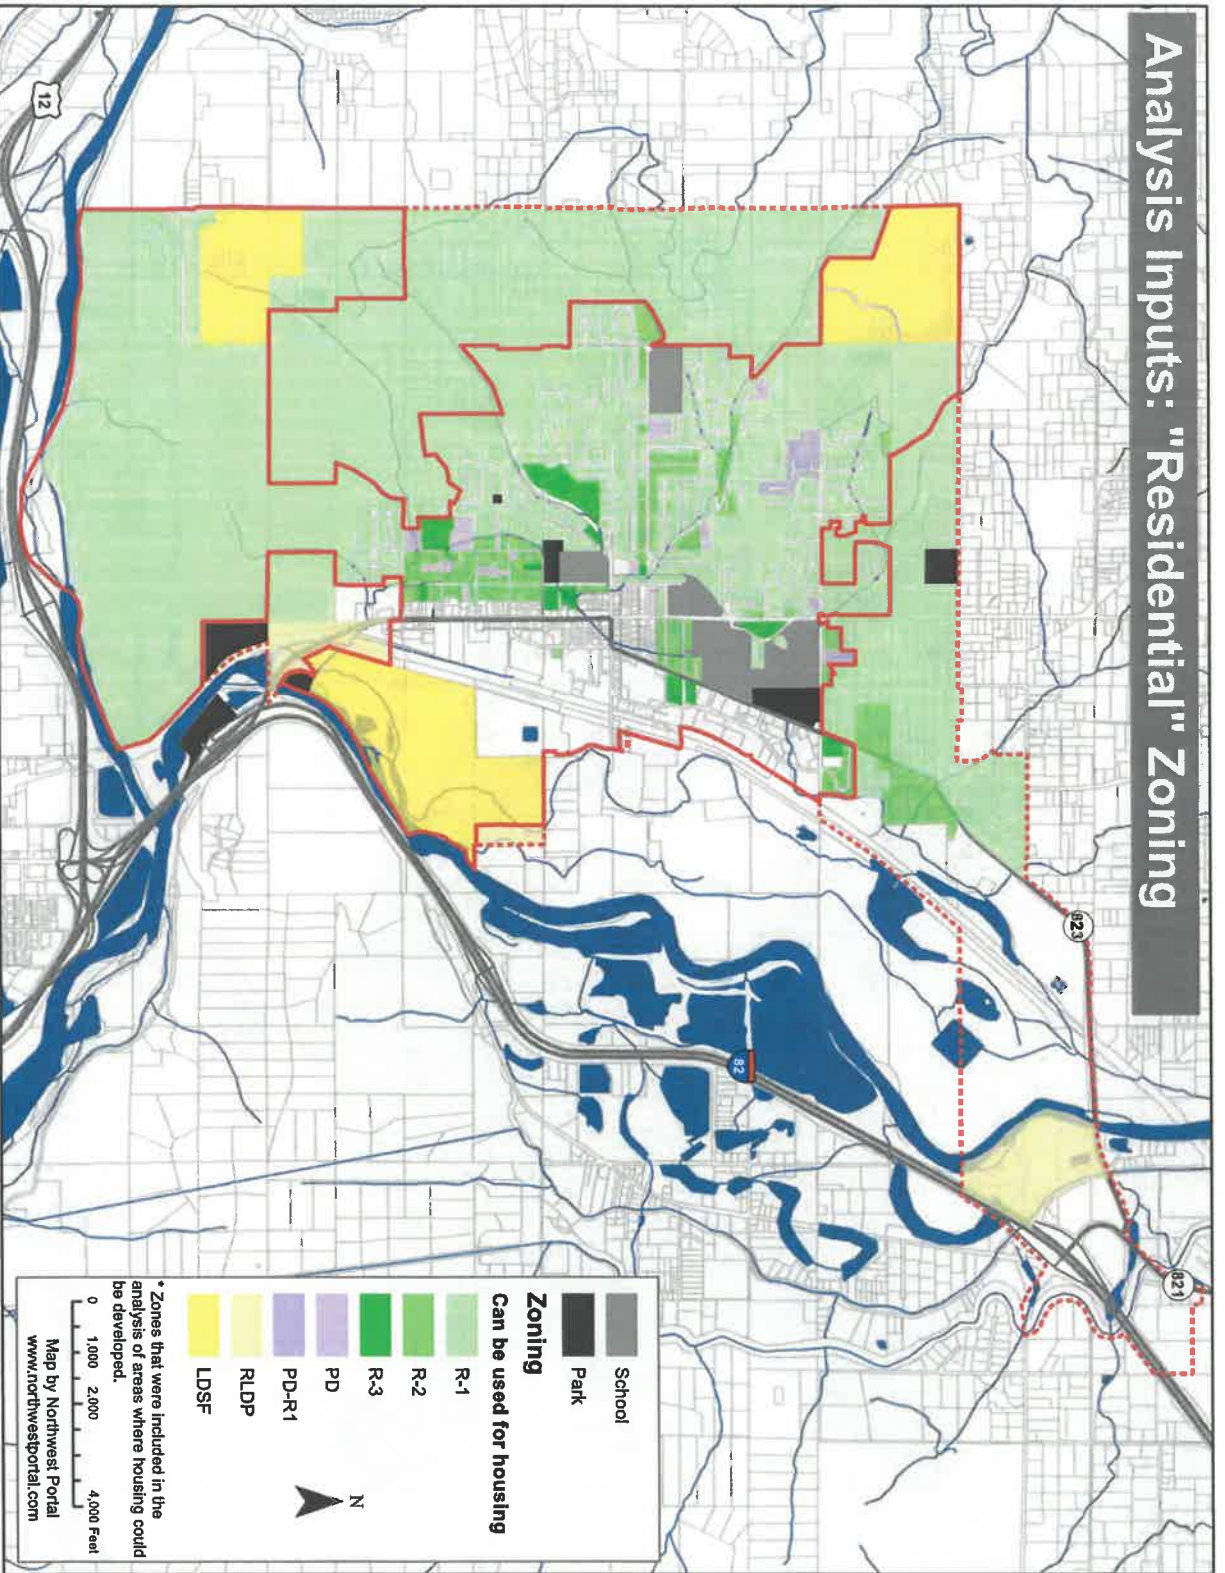 Analysis Inputs: "Residential" Zoning
12
823
82
821
School
Park
Zoning
Can be used for housing
R-1
R-2
R-3
PD
PD-R1
RLDP
LDSF
N
* Zones that were included in the
analysis of areas where housing could
be developed.
0 1,000 2,000 4,000 Feet
Map by Northwest Portal
www.northwestportal.com